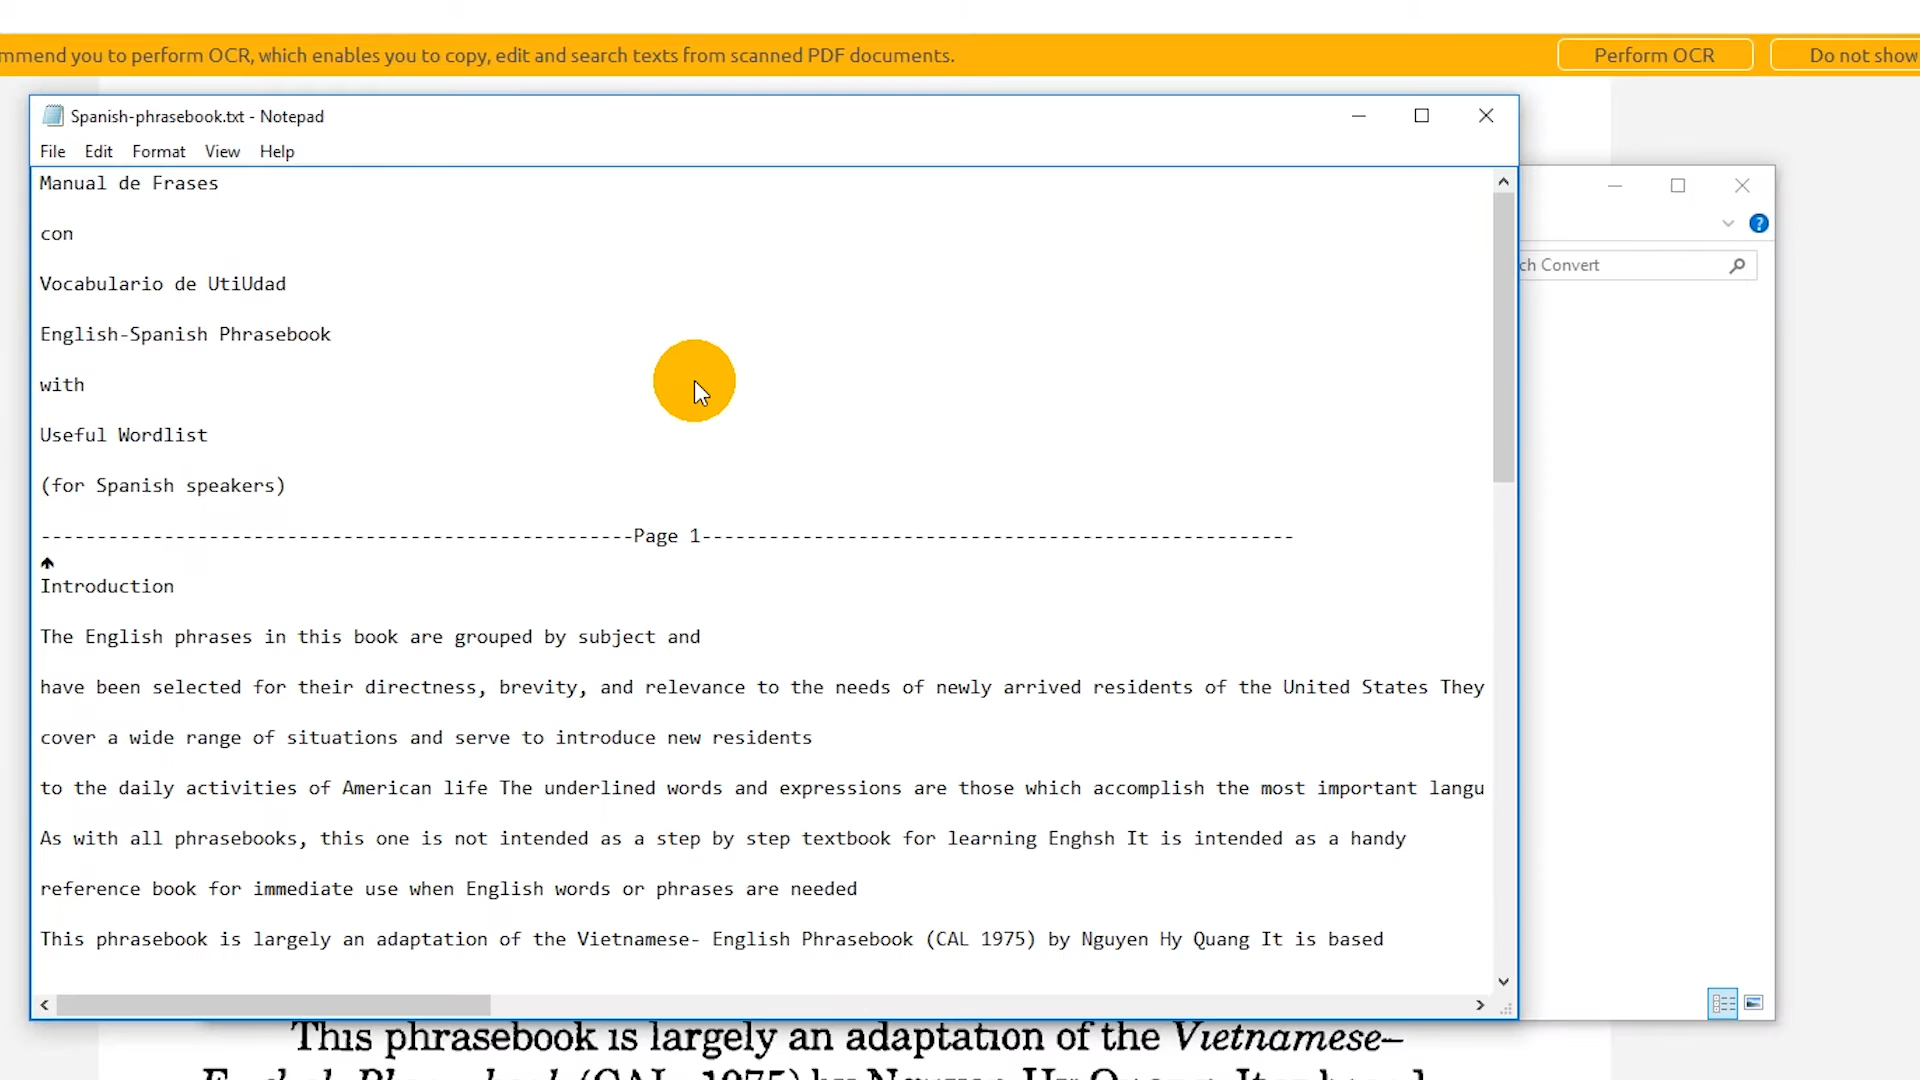 mmend you to perform OCR, which enables you to copy, edit and search texts from scanned PDF documents.
Perform OCR
Do not show
Spanish-phrasebook.txt - Notepad
File Edit Format View Help
ch Convert
Manual de Frases
con
Vocabulario de UtiUdad
English-Spanish Phrasebook
with
Useful Wordlist
(for Spanish speakers)
-----------------------------------------------------Page 1-----------------------------------------------------
Introduction
The English phrases in this book are grouped by subject and
have been selected for their directness, brevity, and relevance to the needs of newly arrived residents of the United States They
cover a wide range of situations and serve to introduce new residents
to the daily activities of American life The underlined words and expressions are those which accomplish the most important langu
As with all phrasebooks, this one is not intended as a step by step textbook for learning Enghsh It is intended as a handy
reference book for immediate use when English words or phrases are needed
This phrasebook is largely an adaptation of the Vietnamese- English Phrasebook (CAL 1975) by Nguyen Hy Quang It is based
This phrasebook is largely an adaptation of the Vietnamese–